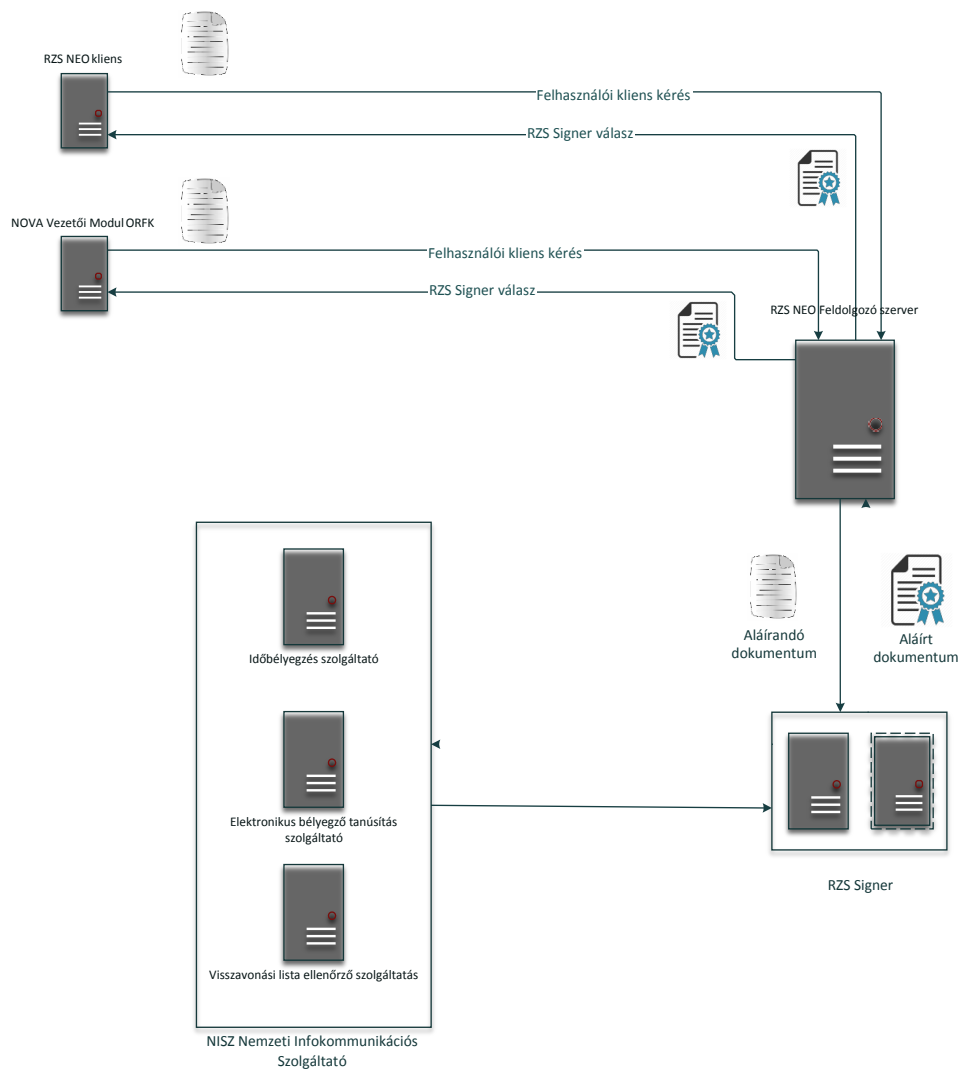 RZS NEO kliens
Felhasználói kliens kérés
RZS Signer válasz
NOVA Vezetői Modul ORFK
Felhasználói kliens kérés
RZS Signer válasz
RZS NEO Feldolgozó szerver
Aláírandó
dokumentum
Aláírt
dokumentum
Időbélyegzés szolgáltató
Elektronikus bélyegző tanúsítás
szolgáltató
Visszavonási lista ellenőrző szolgáltatás
RZS Signer
NISZ Nemzeti Infokommunikációs
Szolgáltató